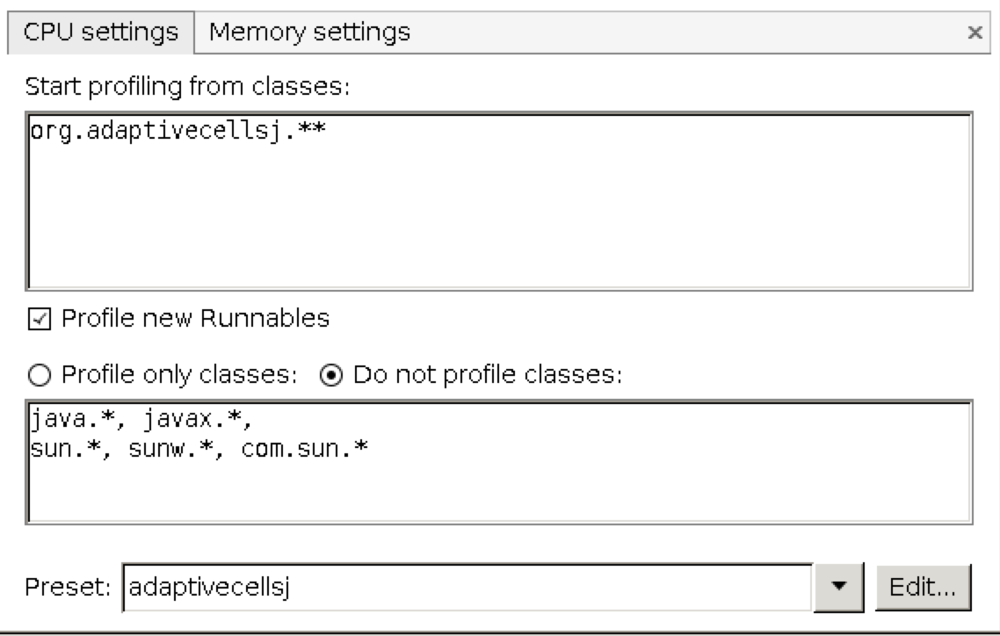 CPU settings Memory settings ×
Start profiling from classes:
org.adaptivecellsj.**
Profile new Runnables
Profile only classes: Do not profile classes:
java.*, javax.*,
sun.*, sunw.*, com.sun.*
Preset: adaptivecellsj Edit...